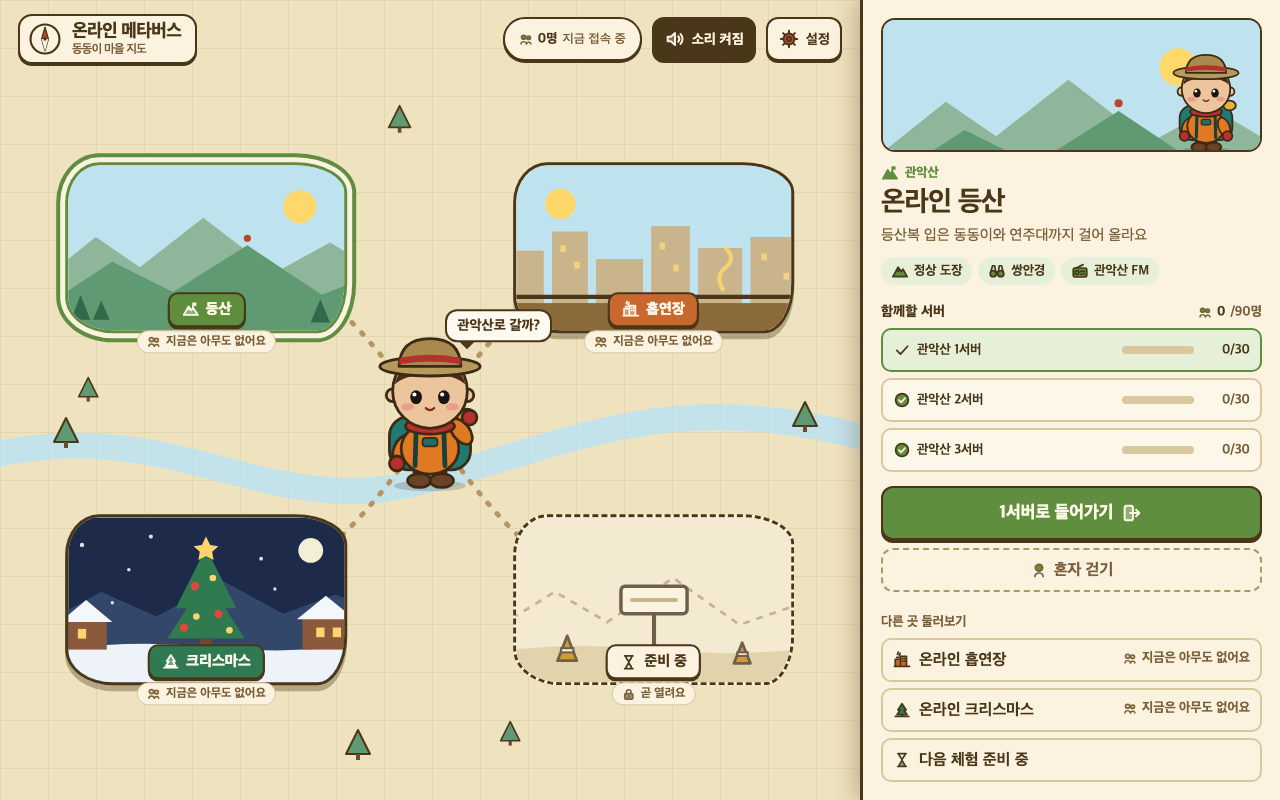 온라인 메타버스
동동이 마을 지도
0명 지금 접속 중
소리 켜짐
설정
등산
지금은 아무도 없어요
흡연장
지금은 아무도 없어요
관악산로 갈까?
크리스마스
지금은 아무도 없어요
준비 중
곧 열려요
관악산
온라인 등산
등산복 입은 동동이와 연주대까지 걸어 올라요
정상 도장
쌍안경
관악산 FM
함께할 서버
0 /90명
관악산 1서버
0/30
관악산 2서버
0/30
관악산 3서버
0/30
1서버로 들어가기
혼자 걷기
다른 곳 둘러보기
온라인 흡연장
지금은 아무도 없어요
온라인 크리스마스
지금은 아무도 없어요
다음 체험 준비 중